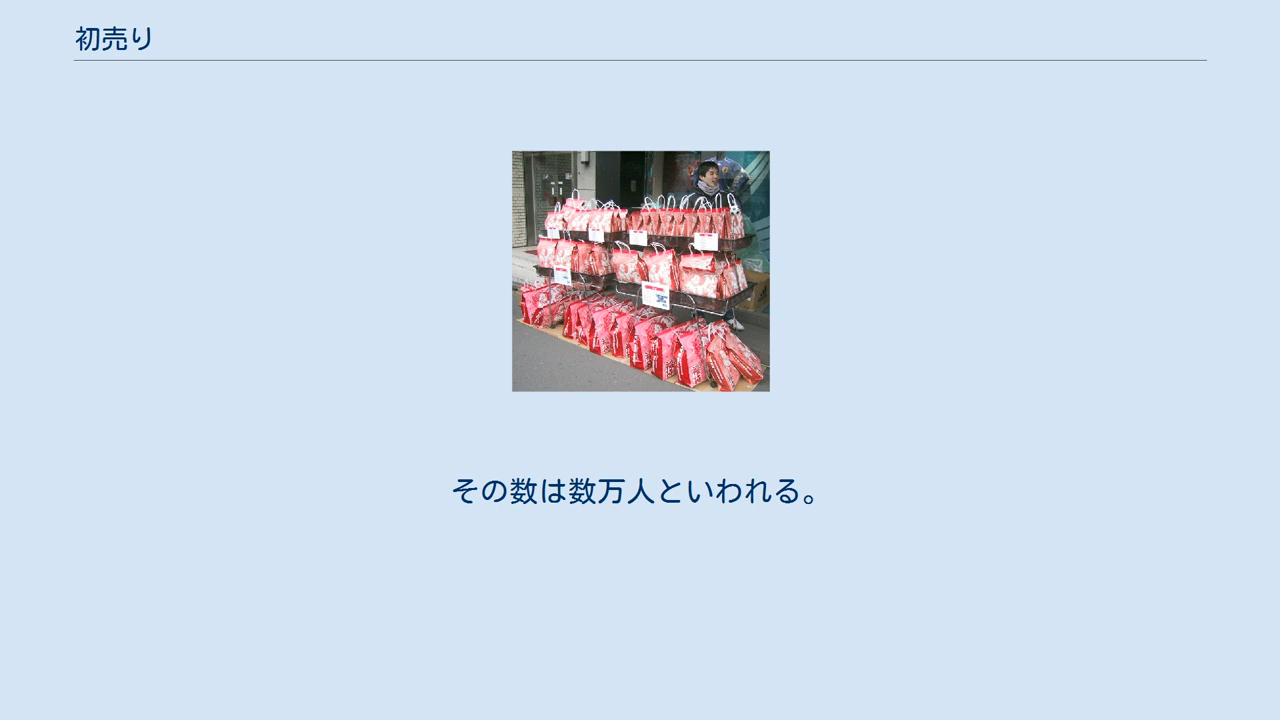 初売り
その数は数万人といわれる。